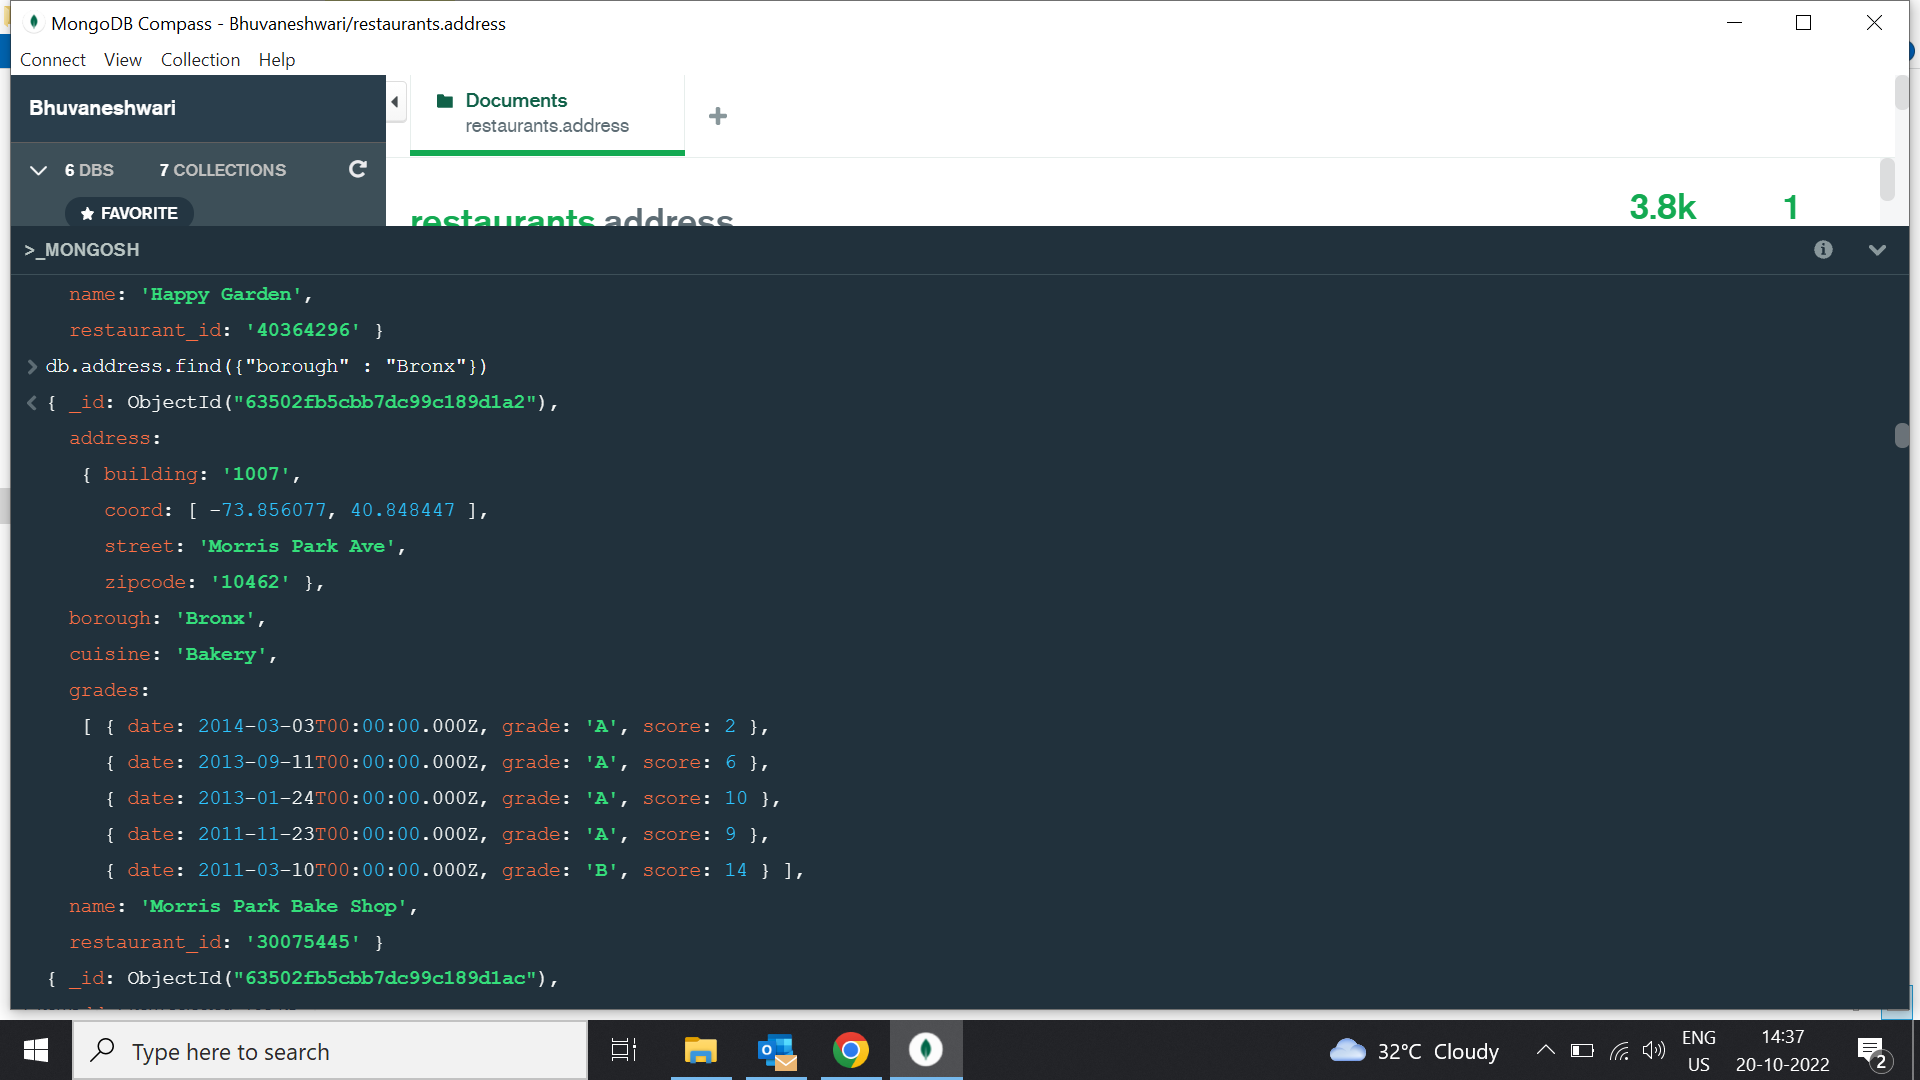 MongoDB Compass - Bhuvaneshwari/restaurants.address
Connect View Collection Help
Bhuvaneshwari
Documents
restaurants.address
6 DBS 7 COLLECTIONS
FAVORITE
restaurants.address
3.8k 1
>_MONGOSH
name: 'Happy Garden',
restaurant_id: '40364296' }
db.address.find({"borough" : "Bronx"})
{ _id: ObjectId("63502fb5cbb7dc99c189d1a2"),
address:
{ building: '1007',
coord: [ -73.856077, 40.848447 ],
street: 'Morris Park Ave',
zipcode: '10462' },
borough: 'Bronx',
cuisine: 'Bakery',
grades:
[ { date: 2014-03-03T00:00:00.000Z, grade: 'A', score: 2 },
{ date: 2013-09-11T00:00:00.000Z, grade: 'A', score: 6 },
{ date: 2013-01-24T00:00:00.000Z, grade: 'A', score: 10 },
{ date: 2011-11-23T00:00:00.000Z, grade: 'A', score: 9 },
{ date: 2011-03-10T00:00:00.000Z, grade: 'B', score: 14 } ],
name: 'Morris Park Bake Shop',
restaurant_id: '30075445' }
{ _id: ObjectId("63502fb5cbb7dc99c189d1ac"),
Type here to search
32°C Cloudy
ENG
US
14:37
20-10-2022
2